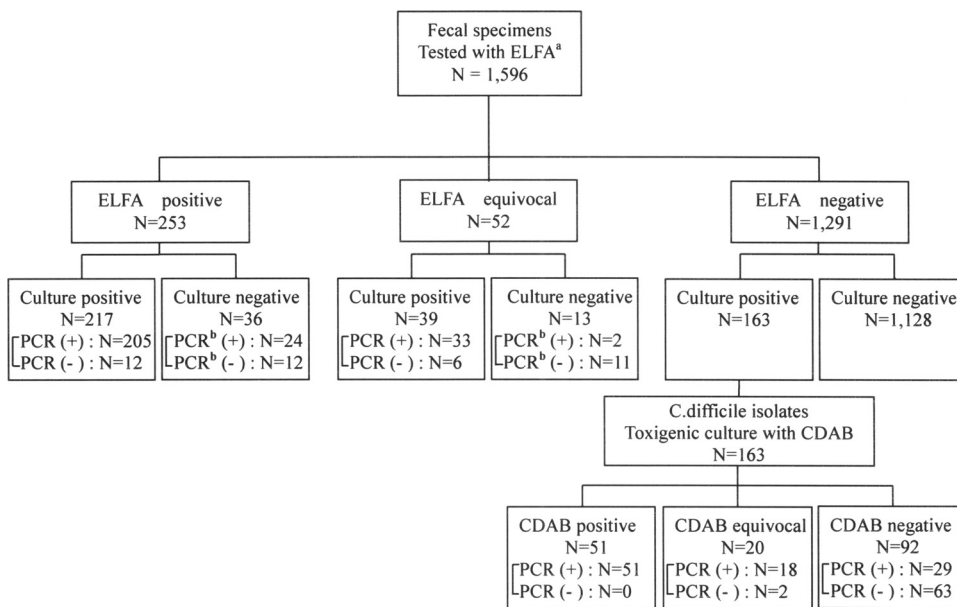 Fecal specimens
Tested with ELFAa
N = 1,596
ELFA positive
N=253
ELFA equivocal
N=52
ELFA negative
N=1,291
Culture positive
N=217
PCR (+) : N=205
PCR (-) : N=12
Culture negative
N=36
PCRb (+) : N=24
PCRb (-) : N=12
Culture positive
N=39
PCR (+) : N=33
PCR (-) : N=6
Culture negative
N=13
PCRb (+) : N=2
PCRb (-) : N=11
Culture positive
N=163
Culture negative
N=1,128
C.difficile isolates
Toxigenic culture with CDAB
N=163
CDAB positive
N=51
PCR (+) : N=51
PCR (-) : N=0
CDAB equivocal
N=20
PCR (+) : N=18
PCR (-) : N=2
CDAB negative
N=92
PCR (+) : N=29
PCR (-) : N=63